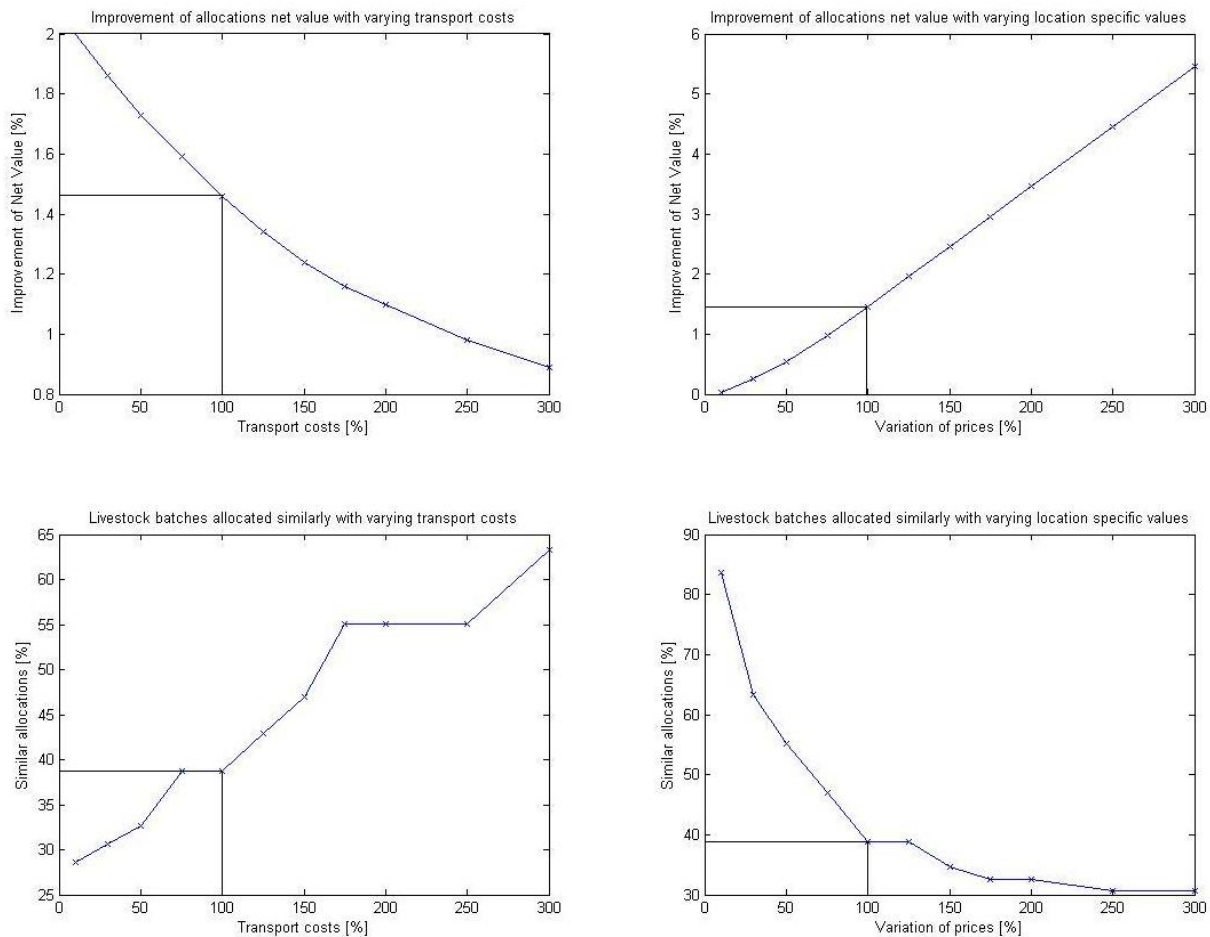 Improvement of allocations net value with varying transport costs
2
1.8
1.6
1.4
1.2
1
0.8
Improvement of Net Value [%]
0 50 100 150 200 250 300
Transport costs [%]
Improvement of allocations net value with varying location specific values
6
5
4
3
2
1
0
Improvement of Net Value [%]
0 50 100 150 200 250 300
Variation of prices [%]
Livestock batches allocated similarly with varying transport costs
65
60
55
50
45
40
35
30
25
Similar allocations [%]
0 50 100 150 200 250 300
Transport costs [%]
Livestock batches allocated similarly with varying location specific values
90
80
70
60
50
40
30
Similar allocations [%]
0 50 100 150 200 250 300
Variation of prices [%]